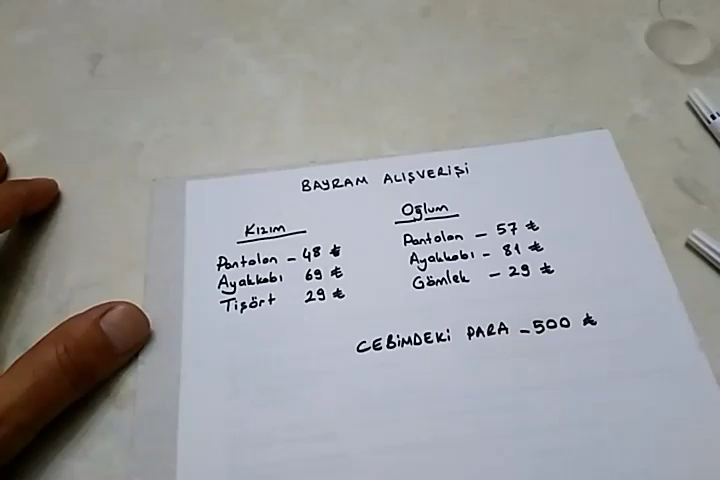 BAYRAM ALIŞVERİŞİ
Kızım
Pantolon - 48 ₺
Ayakkabı 69 ₺
Tişört 29 ₺
Oğlum
Pantolon - 57 ₺
Ayakkabı - 81 ₺
Gömlek - 29 ₺
CEBİMDEKİ PARA - 500 ₺